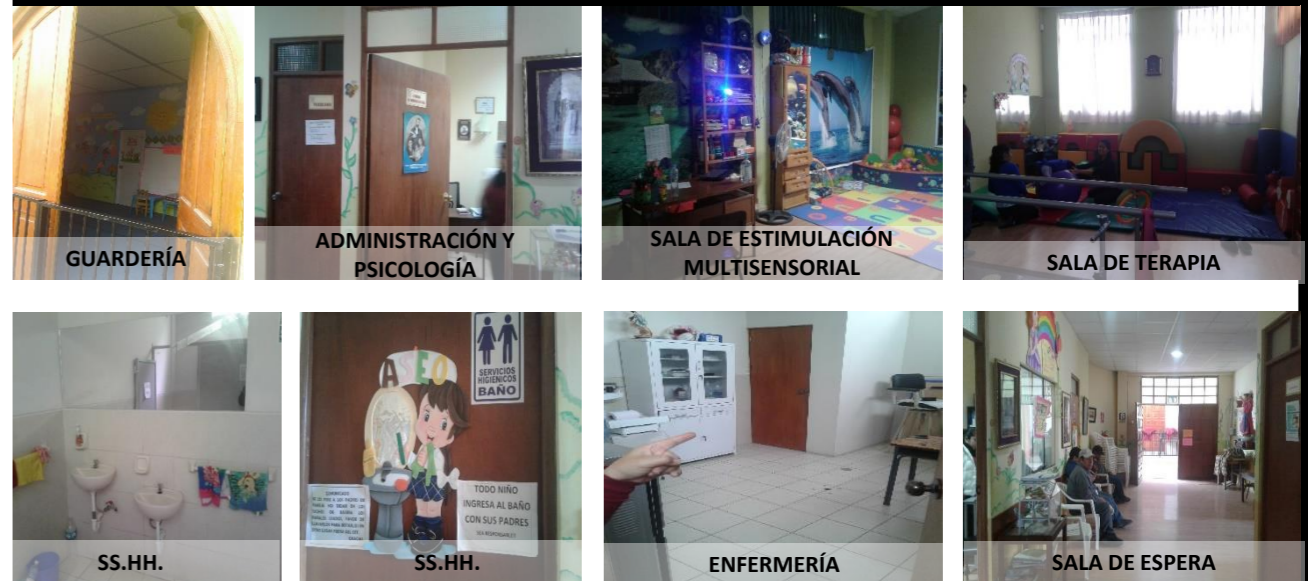 GUARDERÍA
ADMINISTRACIÓN Y
PSICOLOGÍA
SALA DE ESTIMULACIÓN
MULTISENSORIAL
SALA DE TERAPIA
SS.HH.
ASEO
SERVICIOS
HIGIENICOS
BAÑO
TODO NIÑO
INGRESA AL BAÑO
CON SUS PADRES
SS.HH.
ENFERMERÍA
SALA DE ESPERA